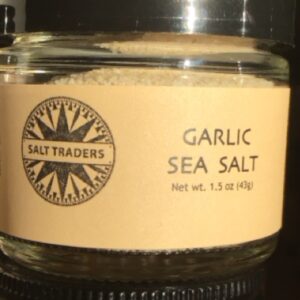 SALT TRADERS
GARLIC
SEA SALT
Net wt. 1.5 oz (43g)